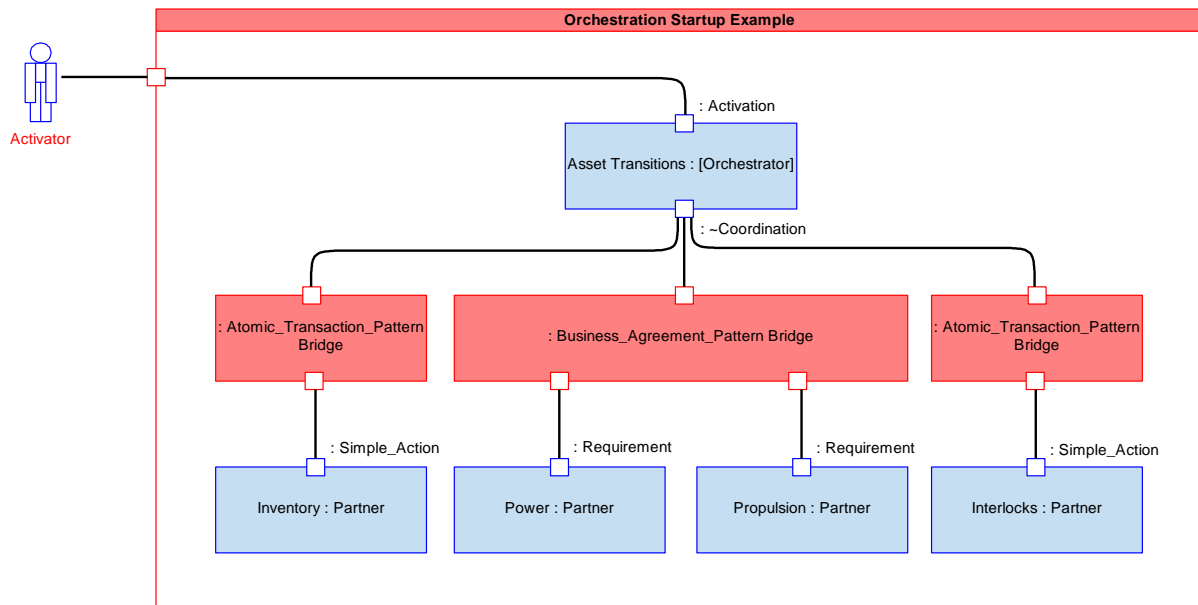 Orchestration Startup Example
Activator
: Activation
Asset Transitions : [Orchestrator]
: ~Coordination
: Atomic_Transaction_Pattern
Bridge
: Business_Agreement_Pattern Bridge
: Atomic_Transaction_Pattern
Bridge
: Simple_Action
: Requirement
: Requirement
: Simple_Action
Inventory : Partner
Power : Partner
Propulsion : Partner
Interlocks : Partner